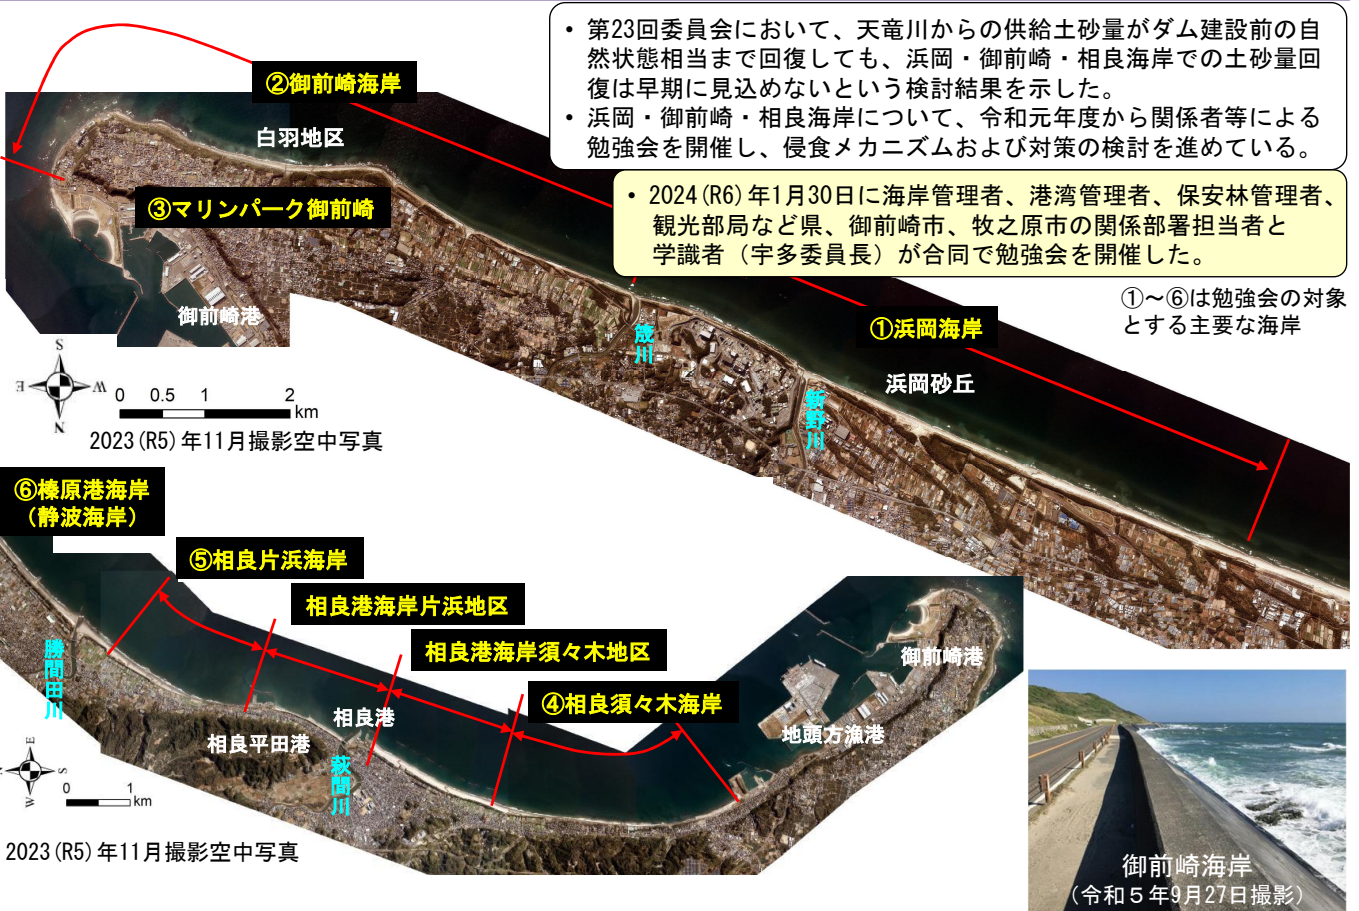 ・ 第23回委員会において、天竜川からの供給土砂量がダム建設前の自
然状態相当まで回復しても、浜岡・御前崎・相良海岸での土砂量回
復は早期に見込めないという検討結果を示した。
・ 浜岡・御前崎・相良海岸について、令和元年度から関係者等による
勉強会を開催し、侵食メカニズムおよび対策の検討を進めている。
・ 2024(R6)年1月30日に海岸管理者、港湾管理者、保安林管理者、
観光部局など県、御前崎市、牧之原市の関係部署担当者と
学識者（宇多委員長）が合同で勉強会を開催した。
①～⑥は勉強会の対象
とする主要な海岸
②御前崎海岸
白羽地区
③マリンパーク御前崎
御前崎港
筬川
①浜岡海岸
浜岡砂丘
新野川
S
E
W
N
0 0.5 1 2
km
2023(R5)年11月撮影空中写真
⑥榛原港海岸
（静波海岸）
⑤相良片浜海岸
相良港海岸片浜地区
相良港海岸須々木地区
④相良須々木海岸
勝間田川
相良港
相良平田港
萩間川
御前崎港
地頭方漁港
E
S
W
0 1
km
2023(R5)年11月撮影空中写真
御前崎海岸
（令和５年9月27日撮影）